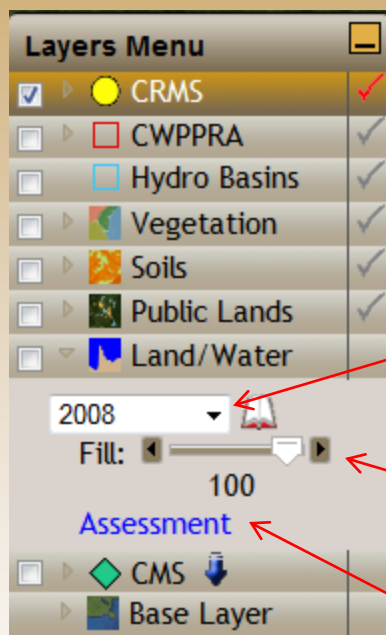 Layers Menu
CRMS
CWPPRA
Hydro Basins
Vegetation
Soils
Public Lands
Land/Water
2008
Fill:
100
Assessment
CMS
Base Layer